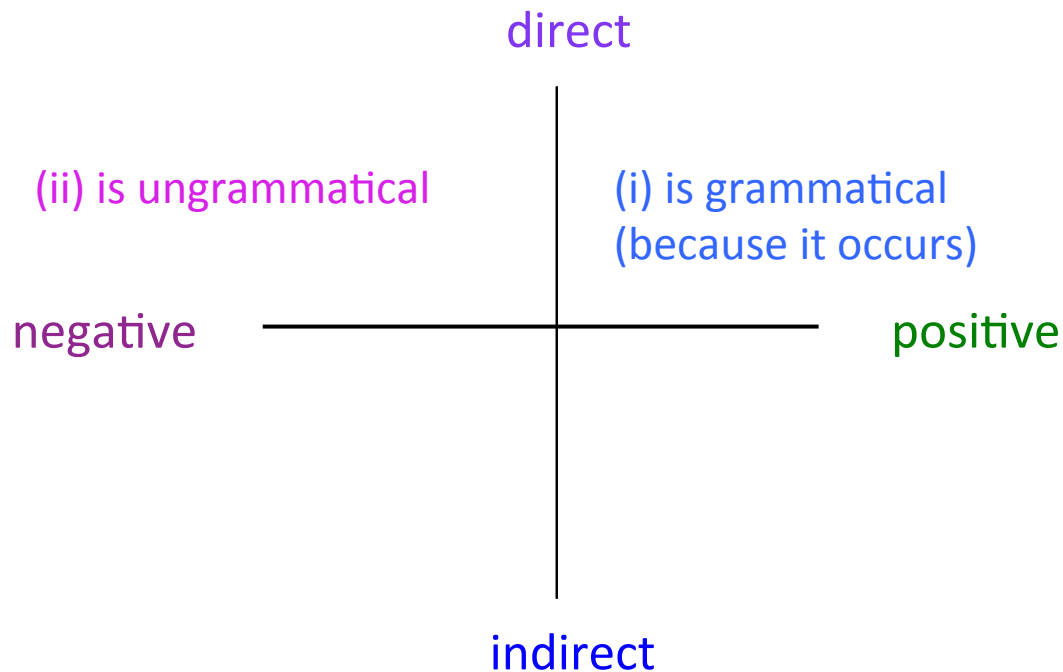 direct
(ii) is ungrammatical
(i) is grammatical
(because it occurs)
negative
positive
indirect